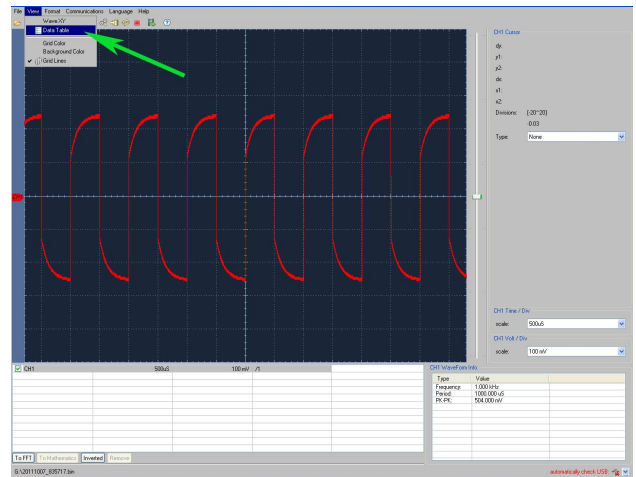 File View Format Communications Language Help
Wave XY
Data Table
Grid Color
Background Color
Grid Lines
CH1 Cursor
dy:
y1:
y2:
dx:
x1:
x2:
Divisions: (-20~20)
-0.03
Type: None
CH1 Time / Div
scale: 500uS
CH1 Volt / Div
scale: 100 mV
CH1 500uS 100 mV /1
CH1 WaveForm Info
Type Value
Frequency: 1.000 kHz
Period: 1000.000 uS
PK-PK: 504.000 mV
To FFT To Mathematics Inverted Remove
G:\20111007_835717.bin
automatically check USB: